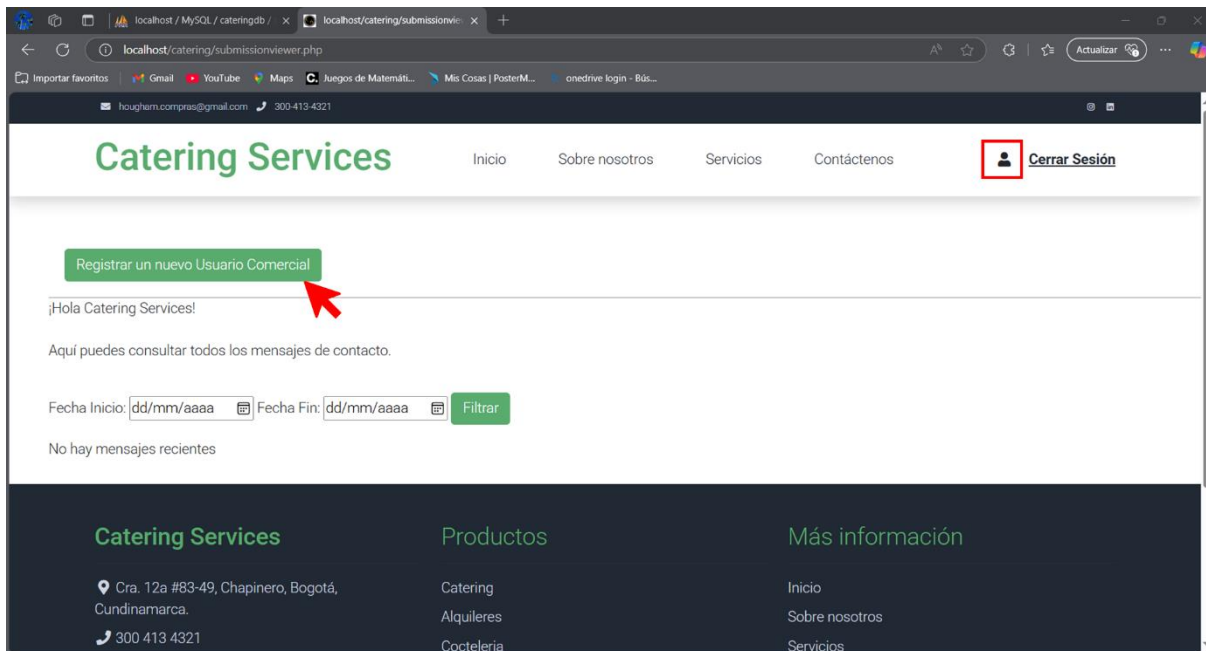 localhost / MySQL / cateringdb /
localhost/catering/submissionvie
localhost/catering/submissionviewer.php
Actualizar
Importar favoritos Gmail YouTube Maps Juegos de Matemáti... Mis Cosas | PosterM... onedrive login - Bús...
hougham.compras@gmail.com 300-413-4321
Catering Services Inicio Sobre nosotros Servicios Contáctenos Cerrar Sesión
Registrar un nuevo Usuario Comercial
¡Hola Catering Services!
Aquí puedes consultar todos los mensajes de contacto.
Fecha Inicio: dd/mm/aaaa Fecha Fin: dd/mm/aaaa Filtrar
No hay mensajes recientes
Catering Services Productos Más información
Cra. 12a #83-49, Chapinero, Bogotá, Catering Inicio
Cundinamarca. Alquileres Sobre nosotros
300 413 4321 Cocteleria Servicios